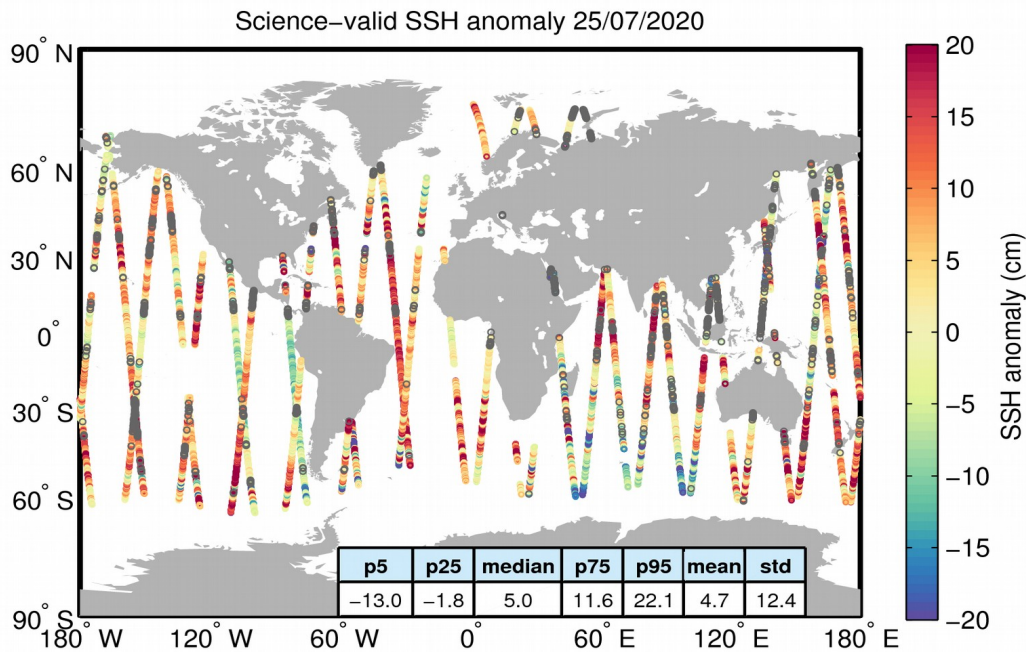 Science−valid SSH anomaly 25/07/2020
90° N
60° N
30° N
0°
30° S
60° S
90° S
180° W
120° W
60° W
0°
60° E
120° E
180° E
p5 p25 median p75 p95 mean std
−13.0 −1.8 5.0 11.6 22.1 4.7 12.4
20
15
10
5
0
−5
−10
−15
−20
SSH anomaly (cm)